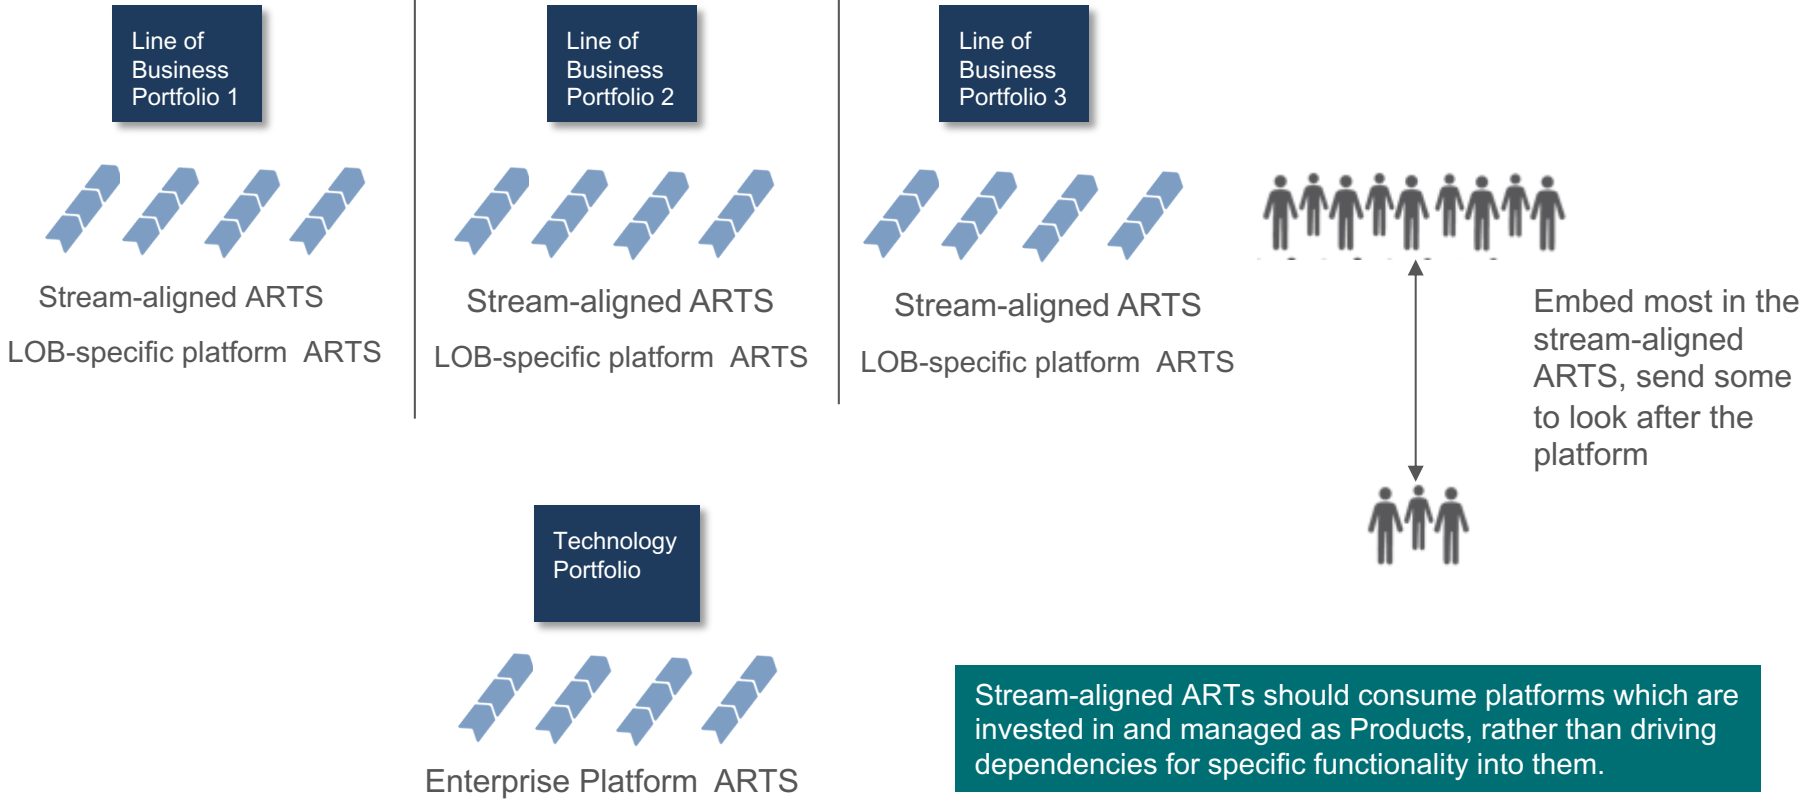 Line of
Business
Portfolio 1
Line of
Business
Portfolio 2
Line of
Business
Portfolio 3
Stream-aligned ARTS
LOB-specific platform ARTS
Stream-aligned ARTS
LOB-specific platform ARTS
Stream-aligned ARTS
LOB-specific platform ARTS
Embed most in the
stream-aligned
ARTS, send some
to look after the
platform
Technology
Portfolio
Enterprise Platform ARTS
Stream-aligned ARTs should consume platforms which are
invested in and managed as Products, rather than driving
dependencies for specific functionality into them.